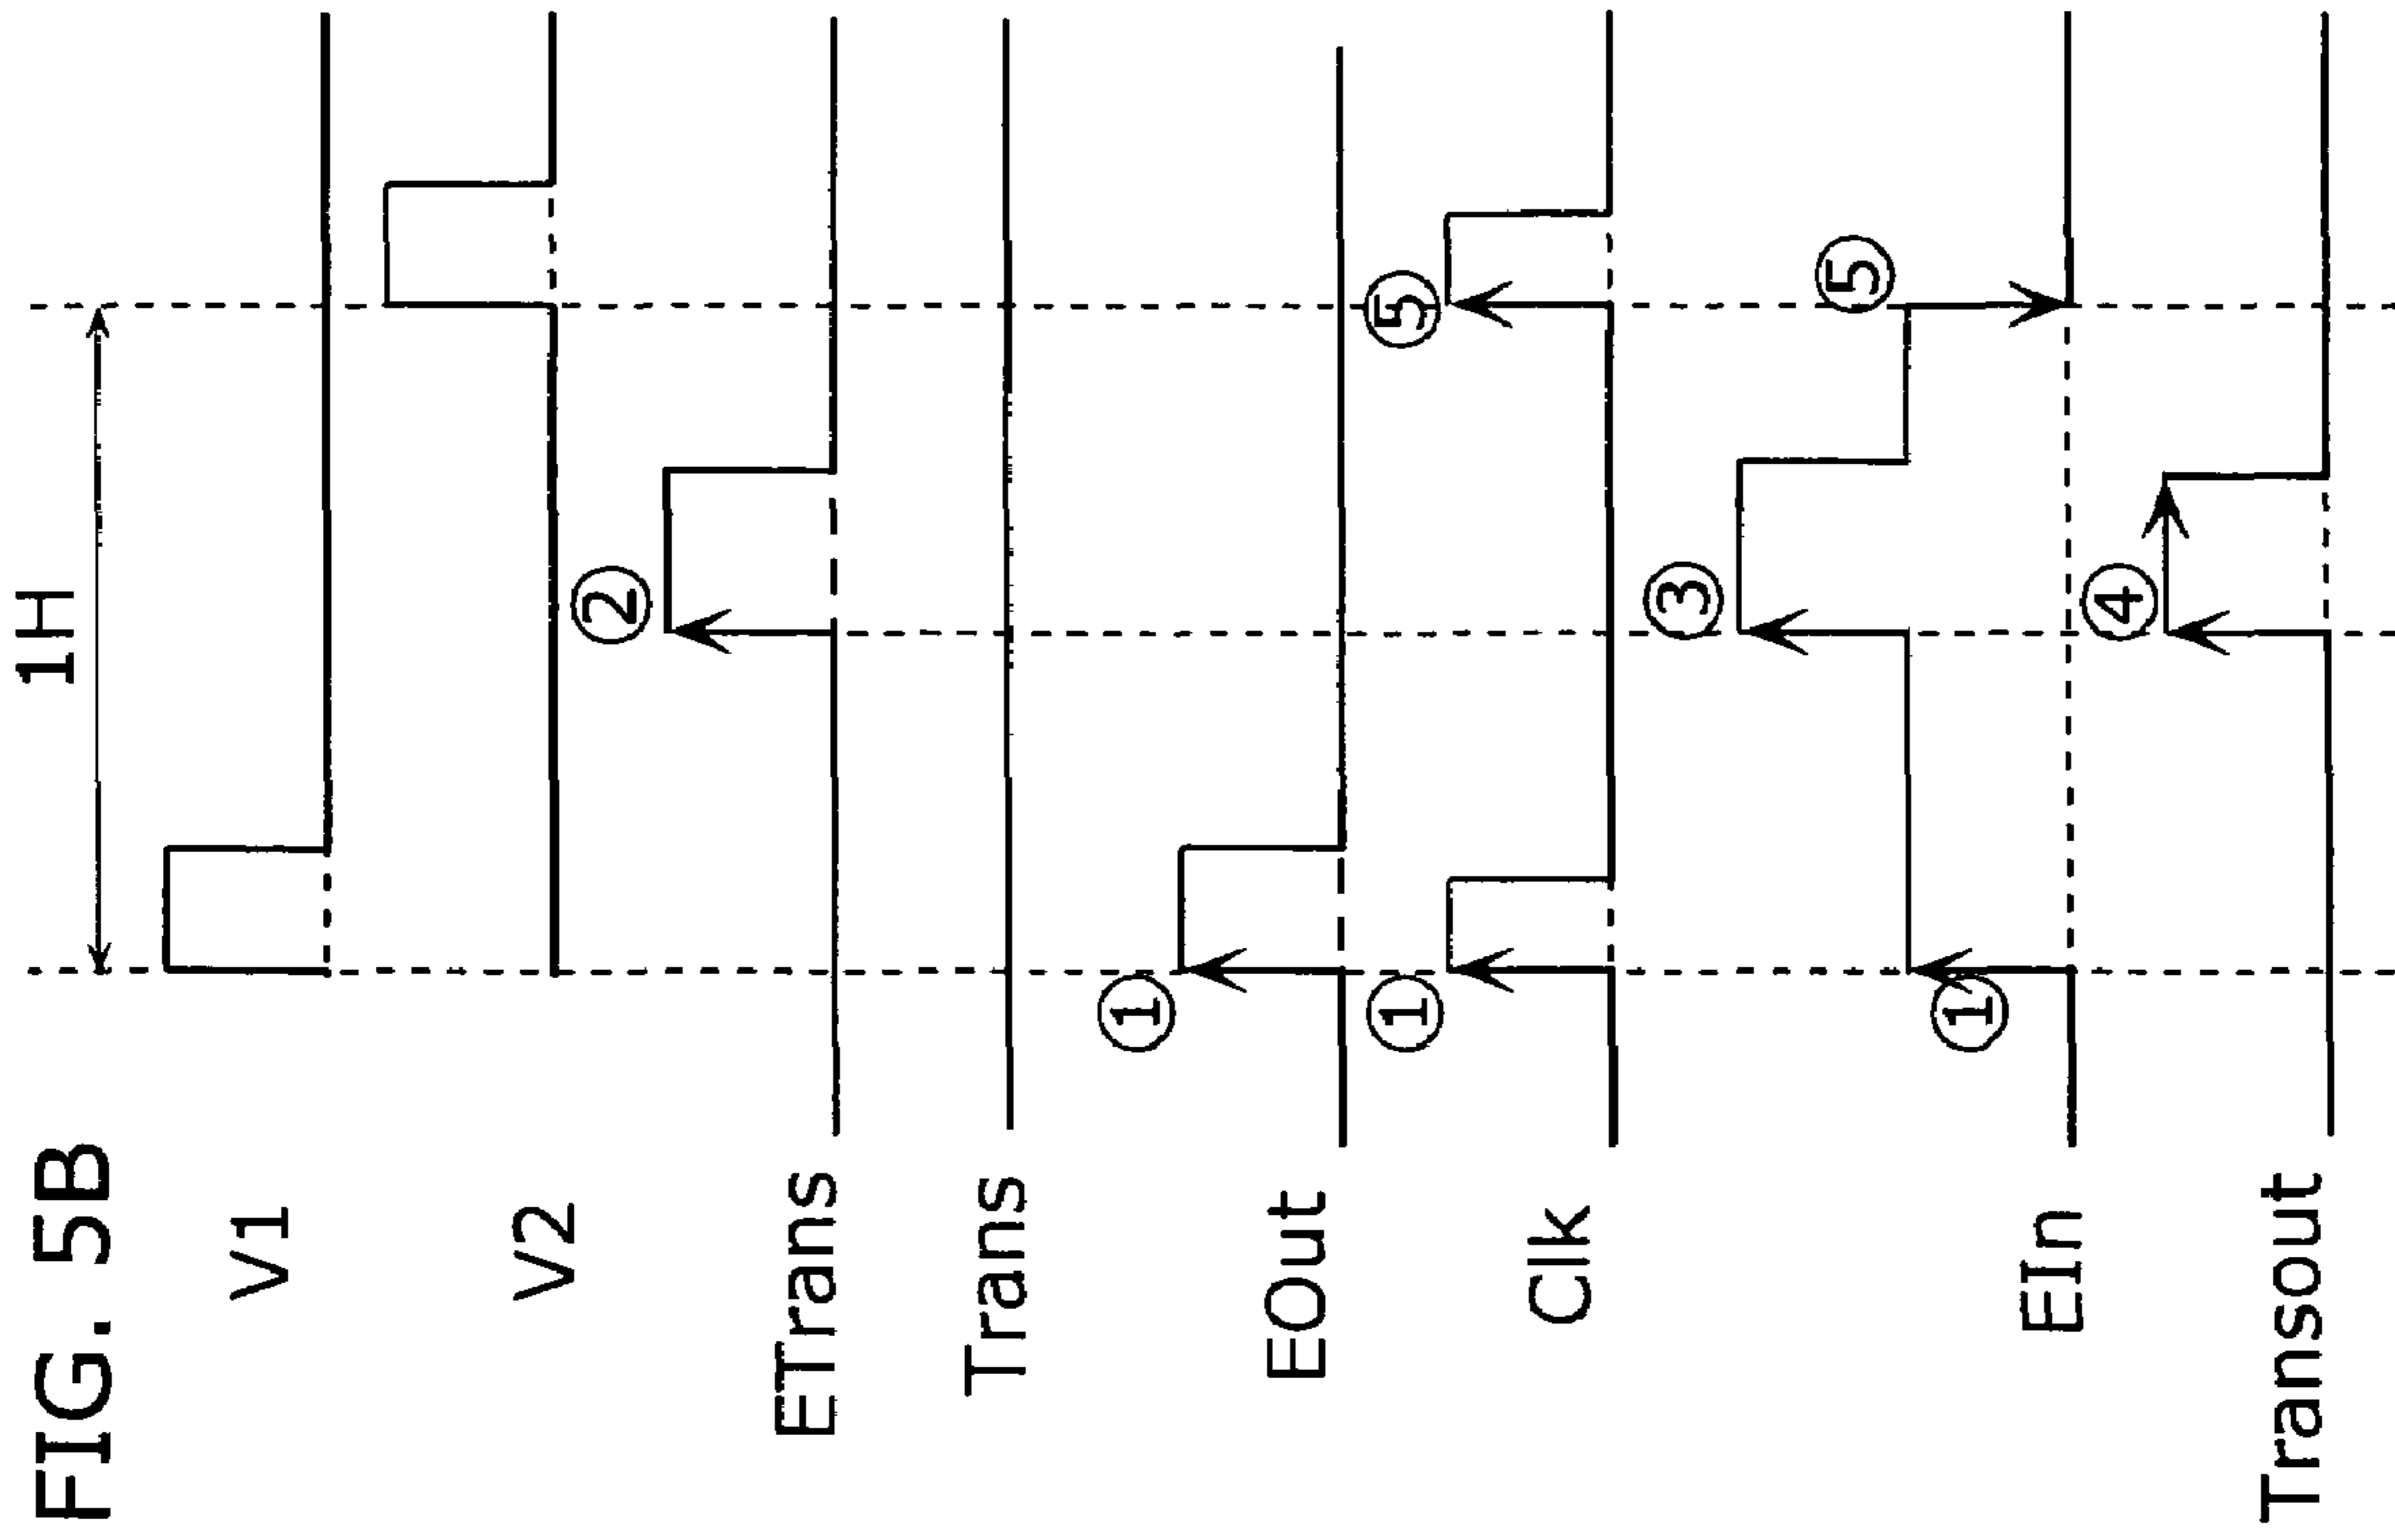 FIG. 5B
1H
V1
V2
②
ETrans
Trans
①
EOut
① ⑤
Clk
③ ⑤
①
EIn
④
Transout